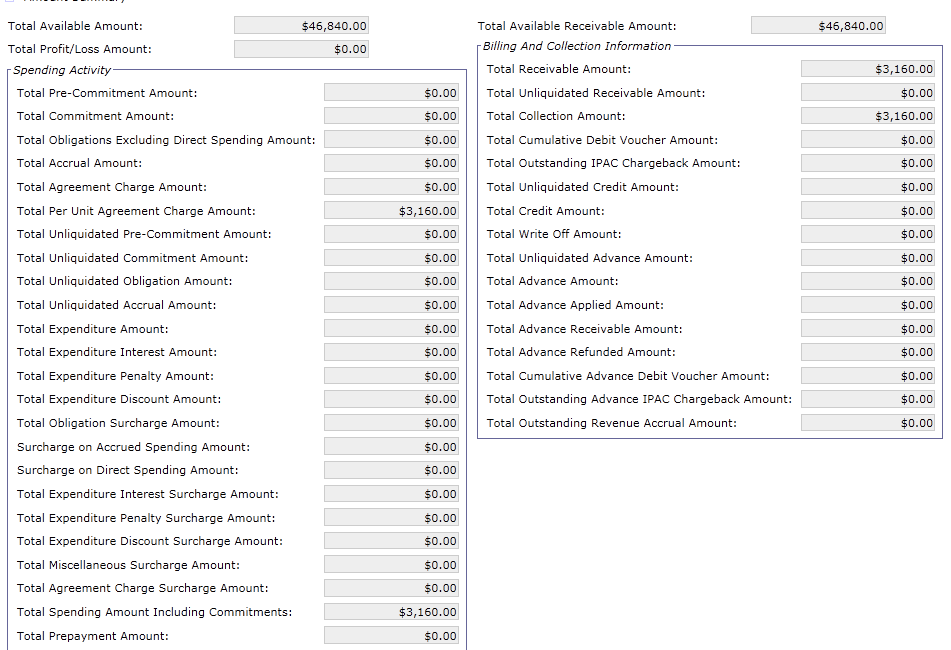 Total Available Amount: $46,840.00
Total Profit/Loss Amount: $0.00
Spending Activity
Total Pre-Commitment Amount: $0.00
Total Commitment Amount: $0.00
Total Obligations Excluding Direct Spending Amount: $0.00
Total Accrual Amount: $0.00
Total Agreement Charge Amount: $0.00
Total Per Unit Agreement Charge Amount: $3,160.00
Total Unliquidated Pre-Commitment Amount: $0.00
Total Unliquidated Commitment Amount: $0.00
Total Unliquidated Obligation Amount: $0.00
Total Unliquidated Accrual Amount: $0.00
Total Expenditure Amount: $0.00
Total Expenditure Interest Amount: $0.00
Total Expenditure Penalty Amount: $0.00
Total Expenditure Discount Amount: $0.00
Total Obligation Surcharge Amount: $0.00
Surcharge on Accrued Spending Amount: $0.00
Surcharge on Direct Spending Amount: $0.00
Total Expenditure Interest Surcharge Amount: $0.00
Total Expenditure Penalty Surcharge Amount: $0.00
Total Expenditure Discount Surcharge Amount: $0.00
Total Miscellaneous Surcharge Amount: $0.00
Total Agreement Charge Surcharge Amount: $0.00
Total Spending Amount Including Commitments: $3,160.00
Total Prepayment Amount: $0.00
Total Available Receivable Amount: $46,840.00
Billing And Collection Information
Total Receivable Amount: $3,160.00
Total Unliquidated Receivable Amount: $0.00
Total Collection Amount: $3,160.00
Total Cumulative Debit Voucher Amount: $0.00
Total Outstanding IPAC Chargeback Amount: $0.00
Total Unliquidated Credit Amount: $0.00
Total Credit Amount: $0.00
Total Write Off Amount: $0.00
Total Unliquidated Advance Amount: $0.00
Total Advance Amount: $0.00
Total Advance Applied Amount: $0.00
Total Advance Receivable Amount: $0.00
Total Advance Refunded Amount: $0.00
Total Cumulative Advance Debit Voucher Amount: $0.00
Total Outstanding Advance IPAC Chargeback Amount: $0.00
Total Outstanding Revenue Accrual Amount: $0.00